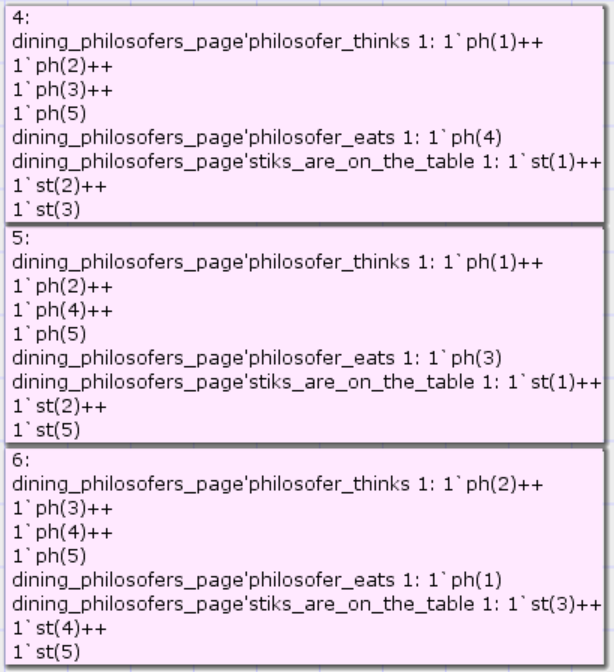 4:
dining_philosofers_page'philosofer_thinks 1: 1`ph(1)++
1`ph(2)++
1`ph(3)++
1`ph(5)
dining_philosofers_page'philosofer_eats 1: 1`ph(4)
dining_philosofers_page'stiks_are_on_the_table 1: 1`st(1)++
1`st(2)++
1`st(3)
5:
dining_philosofers_page'philosofer_thinks 1: 1`ph(1)++
1`ph(2)++
1`ph(4)++
1`ph(5)
dining_philosofers_page'philosofer_eats 1: 1`ph(3)
dining_philosofers_page'stiks_are_on_the_table 1: 1`st(1)++
1`st(2)++
1`st(5)
6:
dining_philosofers_page'philosofer_thinks 1: 1`ph(2)++
1`ph(3)++
1`ph(4)++
1`ph(5)
dining_philosofers_page'philosofer_eats 1: 1`ph(1)
dining_philosofers_page'stiks_are_on_the_table 1: 1`st(3)++
1`st(4)++
1`st(5)